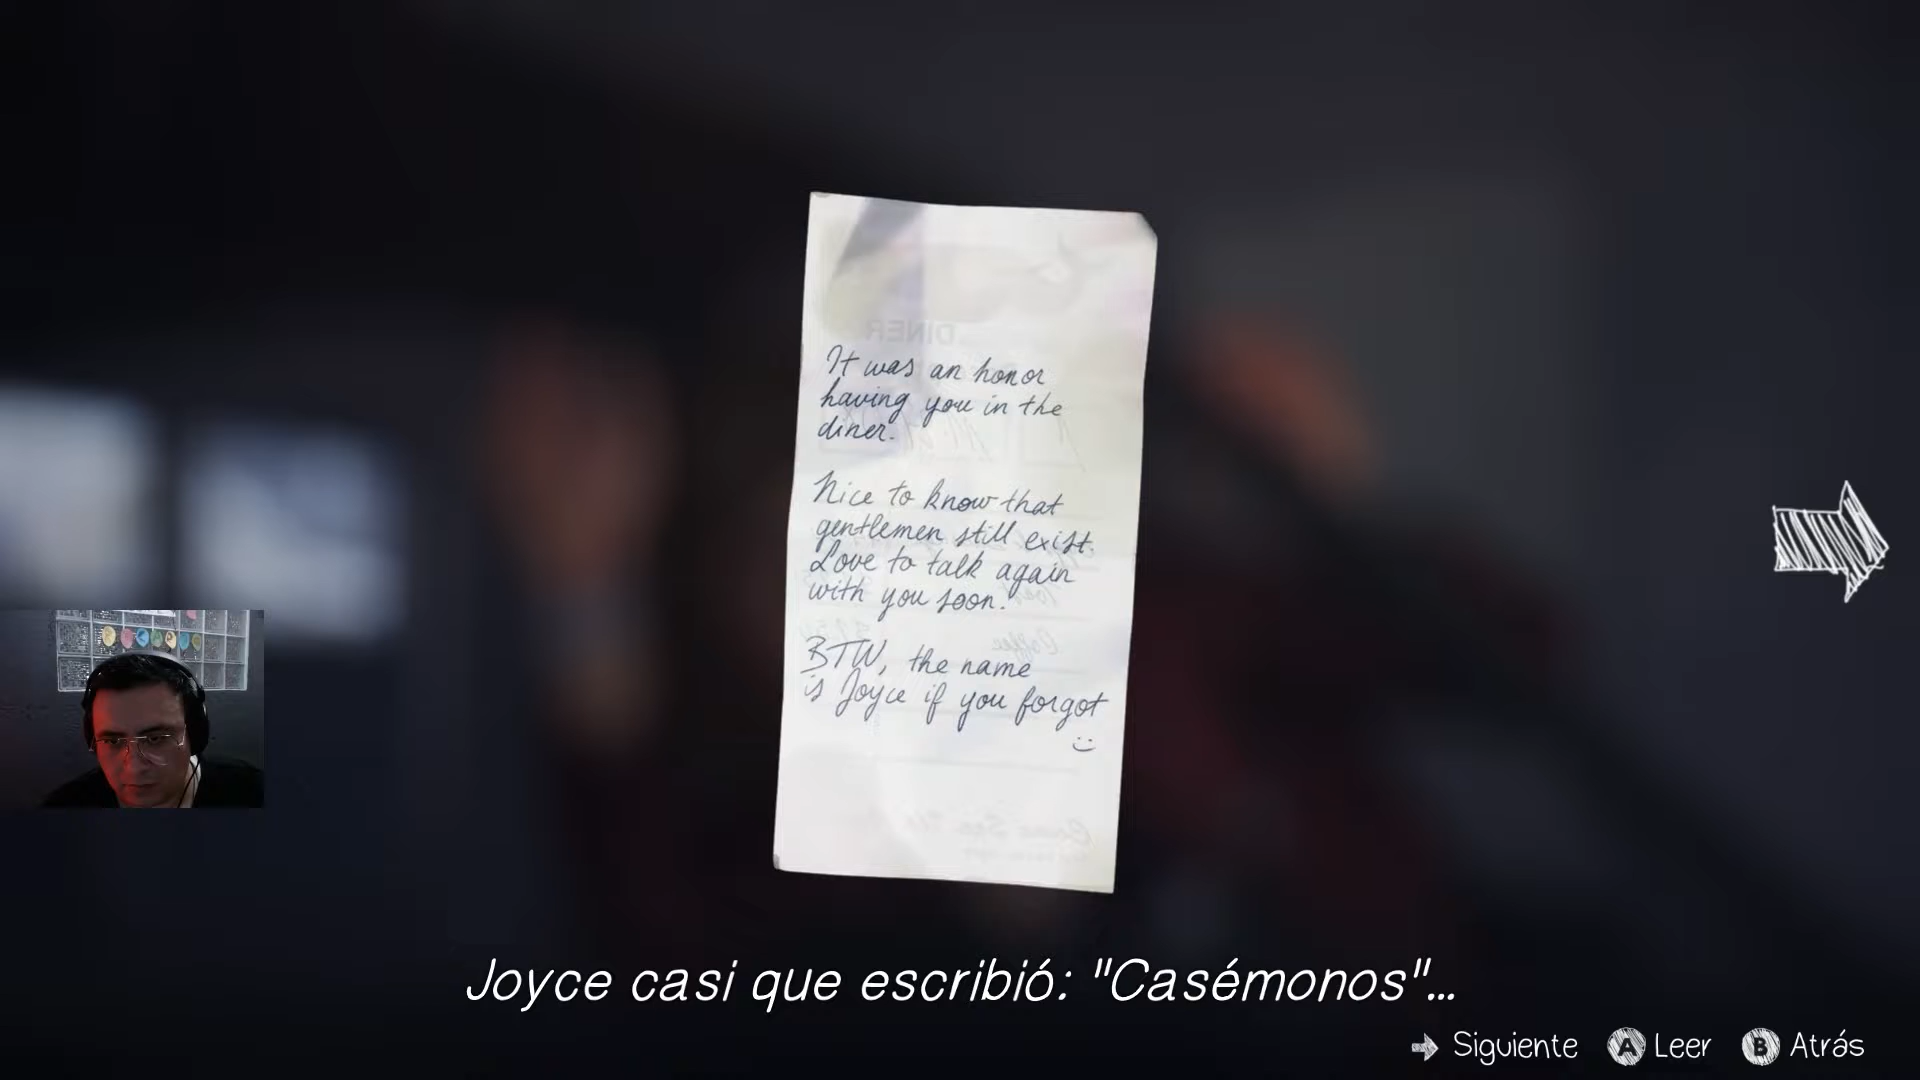 DINER
It was an honor
having you in the
diner.
Nice to know that
gentlemen still exist.
Love to talk again
with you soon.
Coffee
BTW, the name
is Joyce if you forgot
:)
Joyce casi que escribió: "Casémonos"...
Siguiente A Leer B Atrás